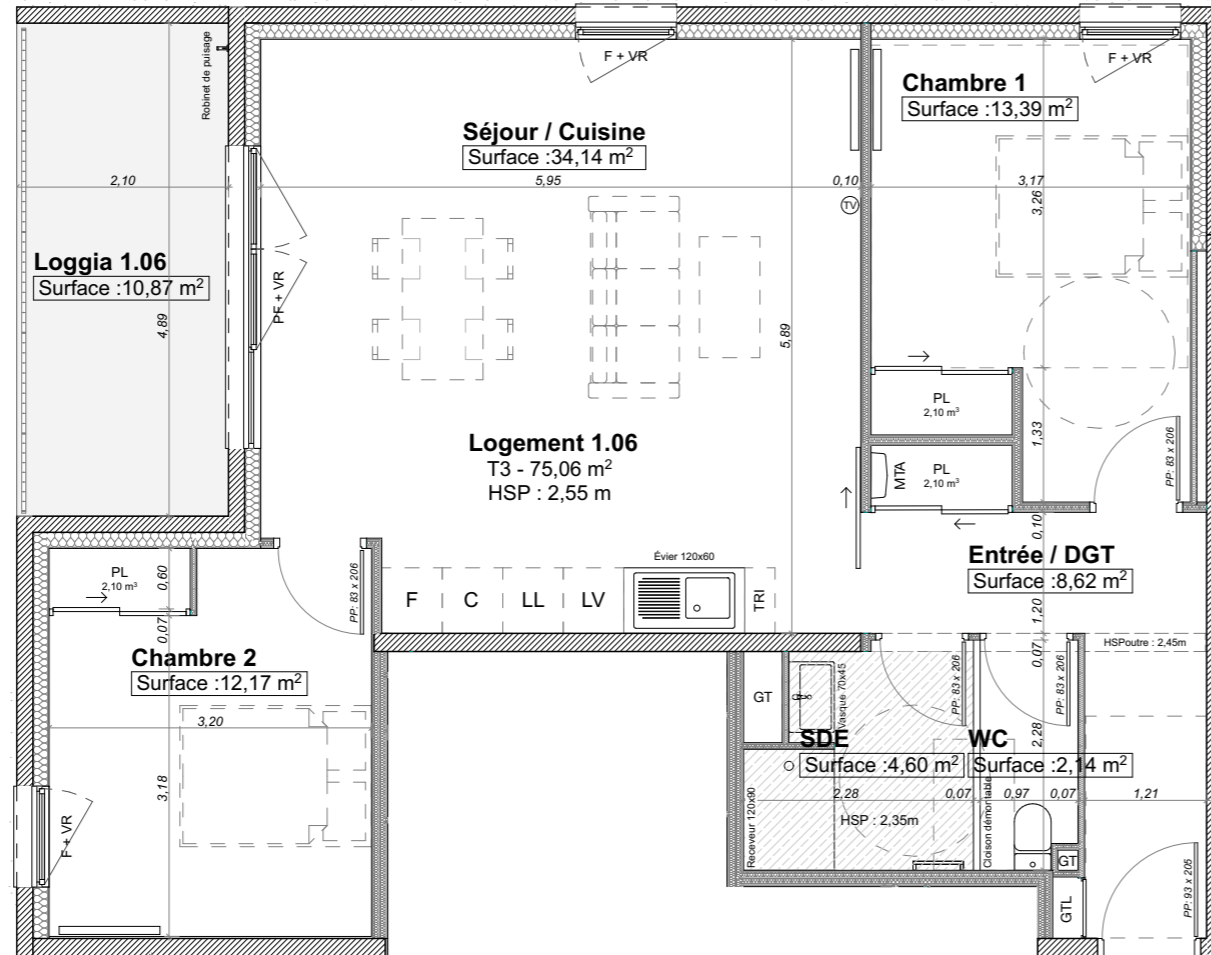 Robinet de puisage
F + VR
F + VR
Chambre 1
Surface :13,39 m²
Séjour / Cuisine
Surface :34,14 m²
2,10
5,95
0,10
3,17
3,26
TV
Loggia 1.06
Surface :10,87 m²
PF + VR
4,89
5,89
PL
2,10 m³
1,33
PP: 83 x 206
Logement 1.06
T3 - 75,06 m²
HSP : 2,55 m
MTA
PL
2,10 m³
0,10
Entrée / DGT
Surface :8,62 m²
1,20
Évier 120x60
PL
2,10 m³
0,60
0,07
PP: 83 x 206
F
C
LL
LV
TRI
HSPoutre : 2,45m
0,07
Chambre 2
Surface :12,17 m²
GT
Vasque 70x45
PP: 83 x 206
PP: 83 x 206
3,20
2,28
SDE
Surface :4,60 m²
WC
Surface :2,14 m²
3,18
2,28
0,07
0,97
0,07
1,21
F + VR
Receveur 120x90
HSP : 2,35m
Cloison démontable
GT
GTL
PP: 93 x 205